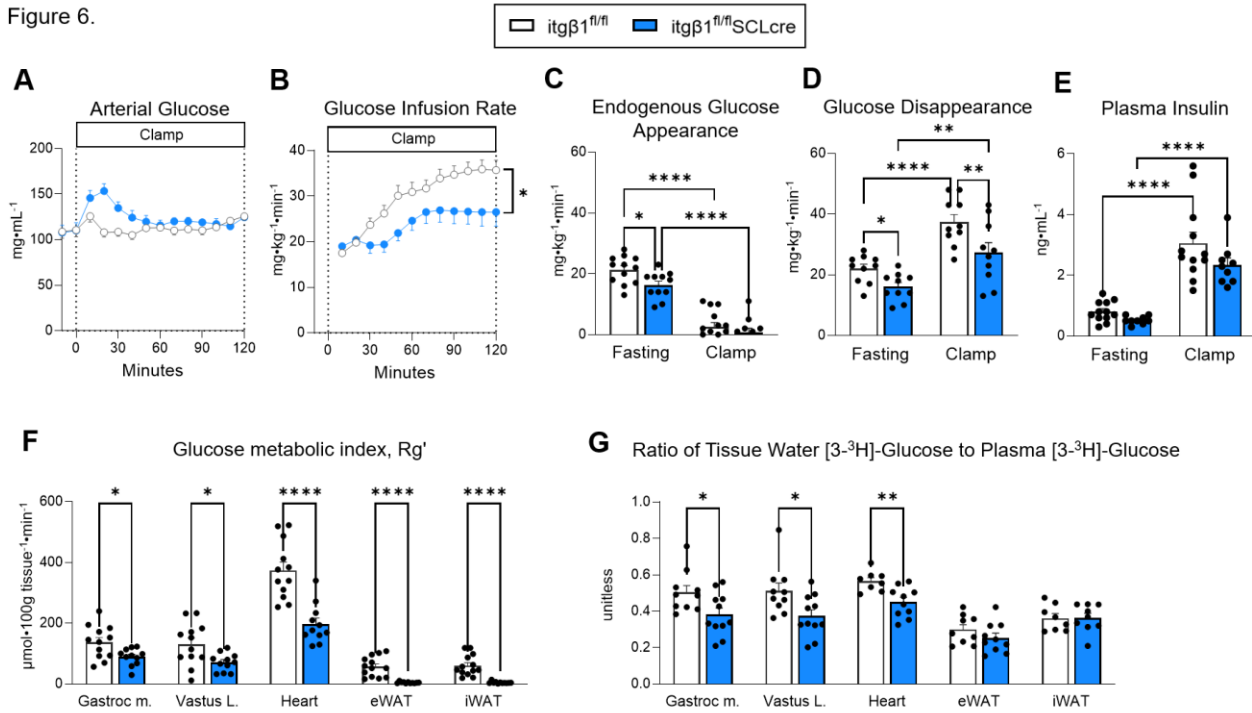 Figure 6.
itgβ1fl/fl itgβ1fl/flSCLcre
A
Arterial Glucose
Clamp
mg•mL-1
200
150
100
50
0
0 30 60 90 120
Minutes
B
Glucose Infusion Rate
Clamp
mg•kg-1•min-1
40
30
20
10
0
*
0 30 60 90 120
Minutes
C
Endogenous Glucose
Appearance
mg•kg-1•min-1
60
40
20
0
****
* ****
Fasting Clamp
D
Glucose Disappearance
mg•kg-1•min-1
60
40
20
0
**
**** **
*
Fasting Clamp
E
Plasma Insulin
ng•mL-1
6
4
2
0
****
****
Fasting Clamp
F
Glucose metabolic index, Rg'
µmol•100g tissue-1•min-1
600
400
200
0
* * **** **** ****
Gastroc m. Vastus L. Heart eWAT iWAT
G
Ratio of Tissue Water [3-3H]-Glucose to Plasma [3-3H]-Glucose
unitless
1.0
0.8
0.6
0.4
0.2
0.0
* * **
Gastroc m. Vastus L. Heart eWAT iWAT